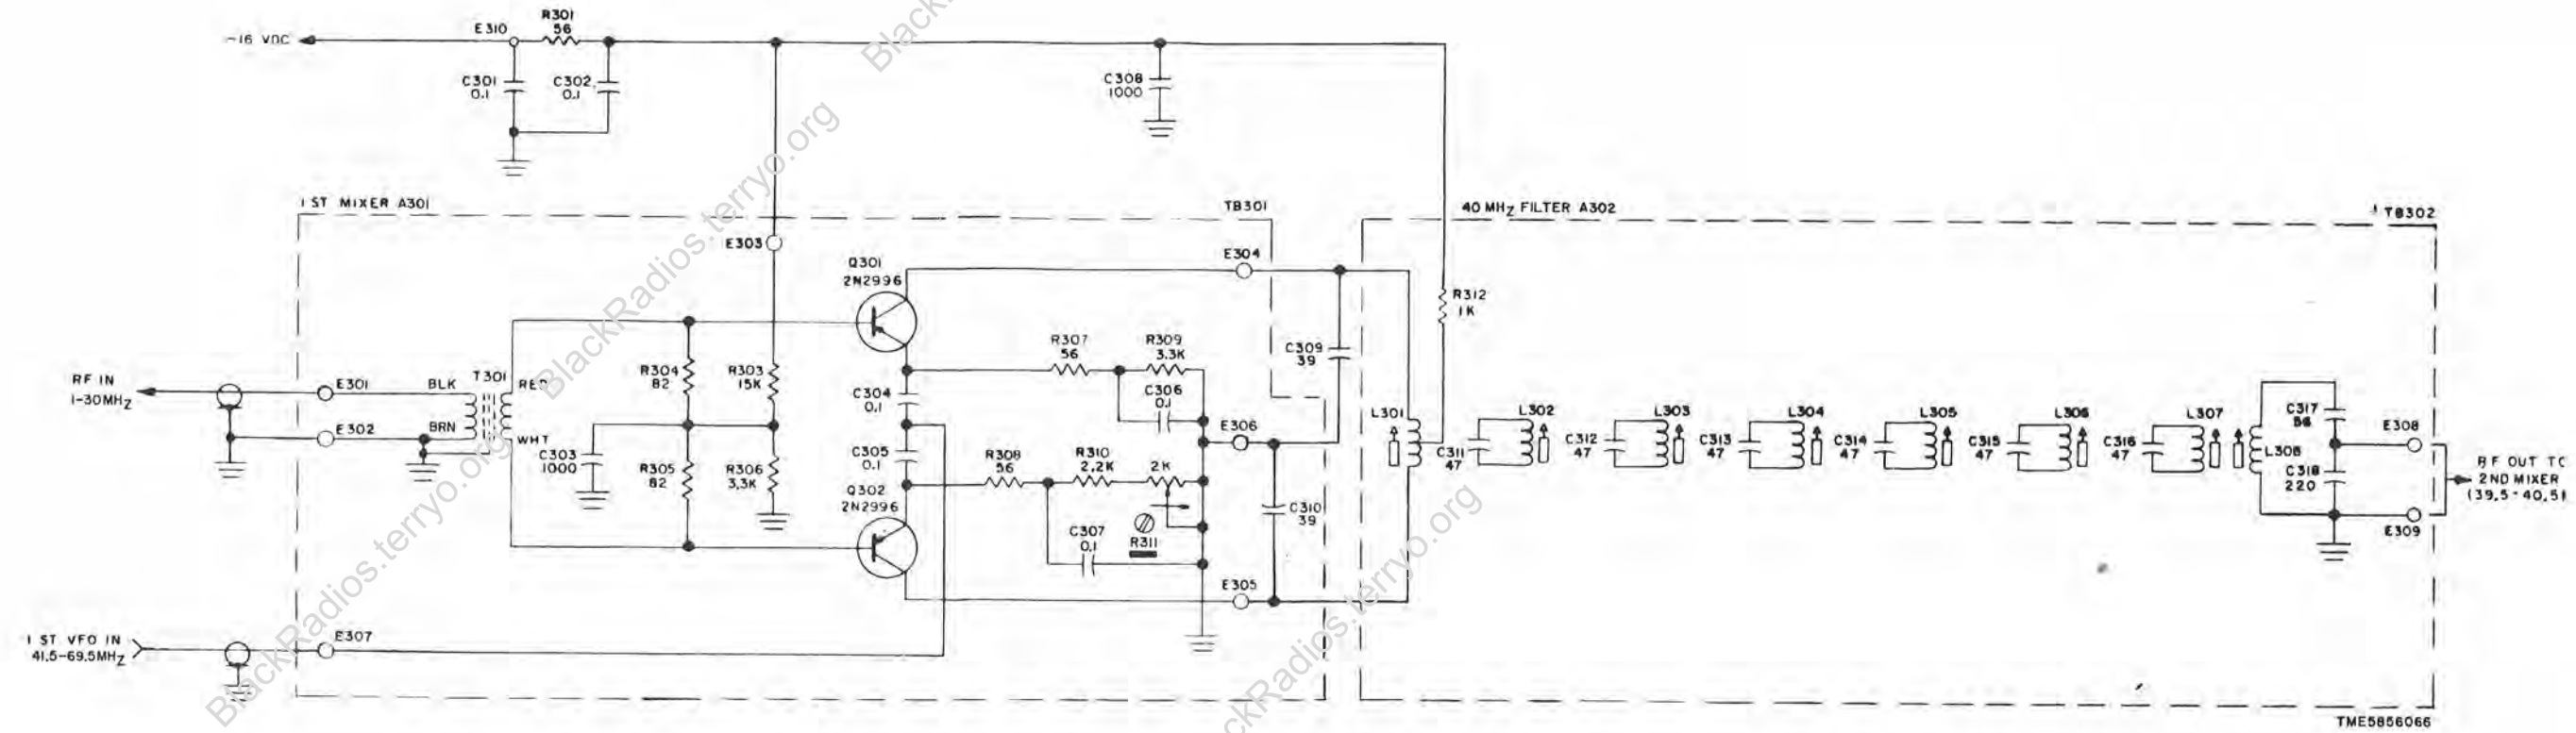 -16 VDC
E310
R301
56
C301
0.1
C302
0.1
C308
1000
1 ST MIXER A301
TB301
40 MHZ FILTER A302
TB302
E303
E304
Q301
2N2996
R312
1K
RF IN
1-30MHZ
E301
BLK
T301
RED
E302
BRN
WHT
R304
82
R303
15K
C303
1000
R305
82
R306
3.3K
C304
0.1
C305
0.1
Q302
2N2996
R307
56
R309
3.3K
C306
0.1
R308
56
R310
2.2K
2K
C307
0.1
R311
E306
E305
C309
39
C310
39
L301
C311
47
L302
C312
47
L303
C313
47
L304
C314
47
L305
C315
47
L306
C316
47
L307
L308
C317
56
C318
220
E308
E309
RF OUT TO
2ND MIXER
(39.5-40.5)
1 ST VFO IN
41.5-69.5MHZ
E307
TME5856066
BlackRadios.terryo.org
BlackRadios.terryo.org
BlackRadios.terryo.org
ckRadios.terryo.org
Black